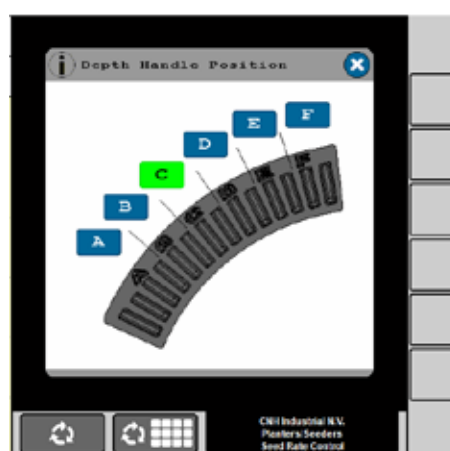 Depth Handle Position
F
E
D
C
B
A
A
B
C
D
E
F
CNH Industrial N.V.
Planters/Seeders
Seed Rate Control